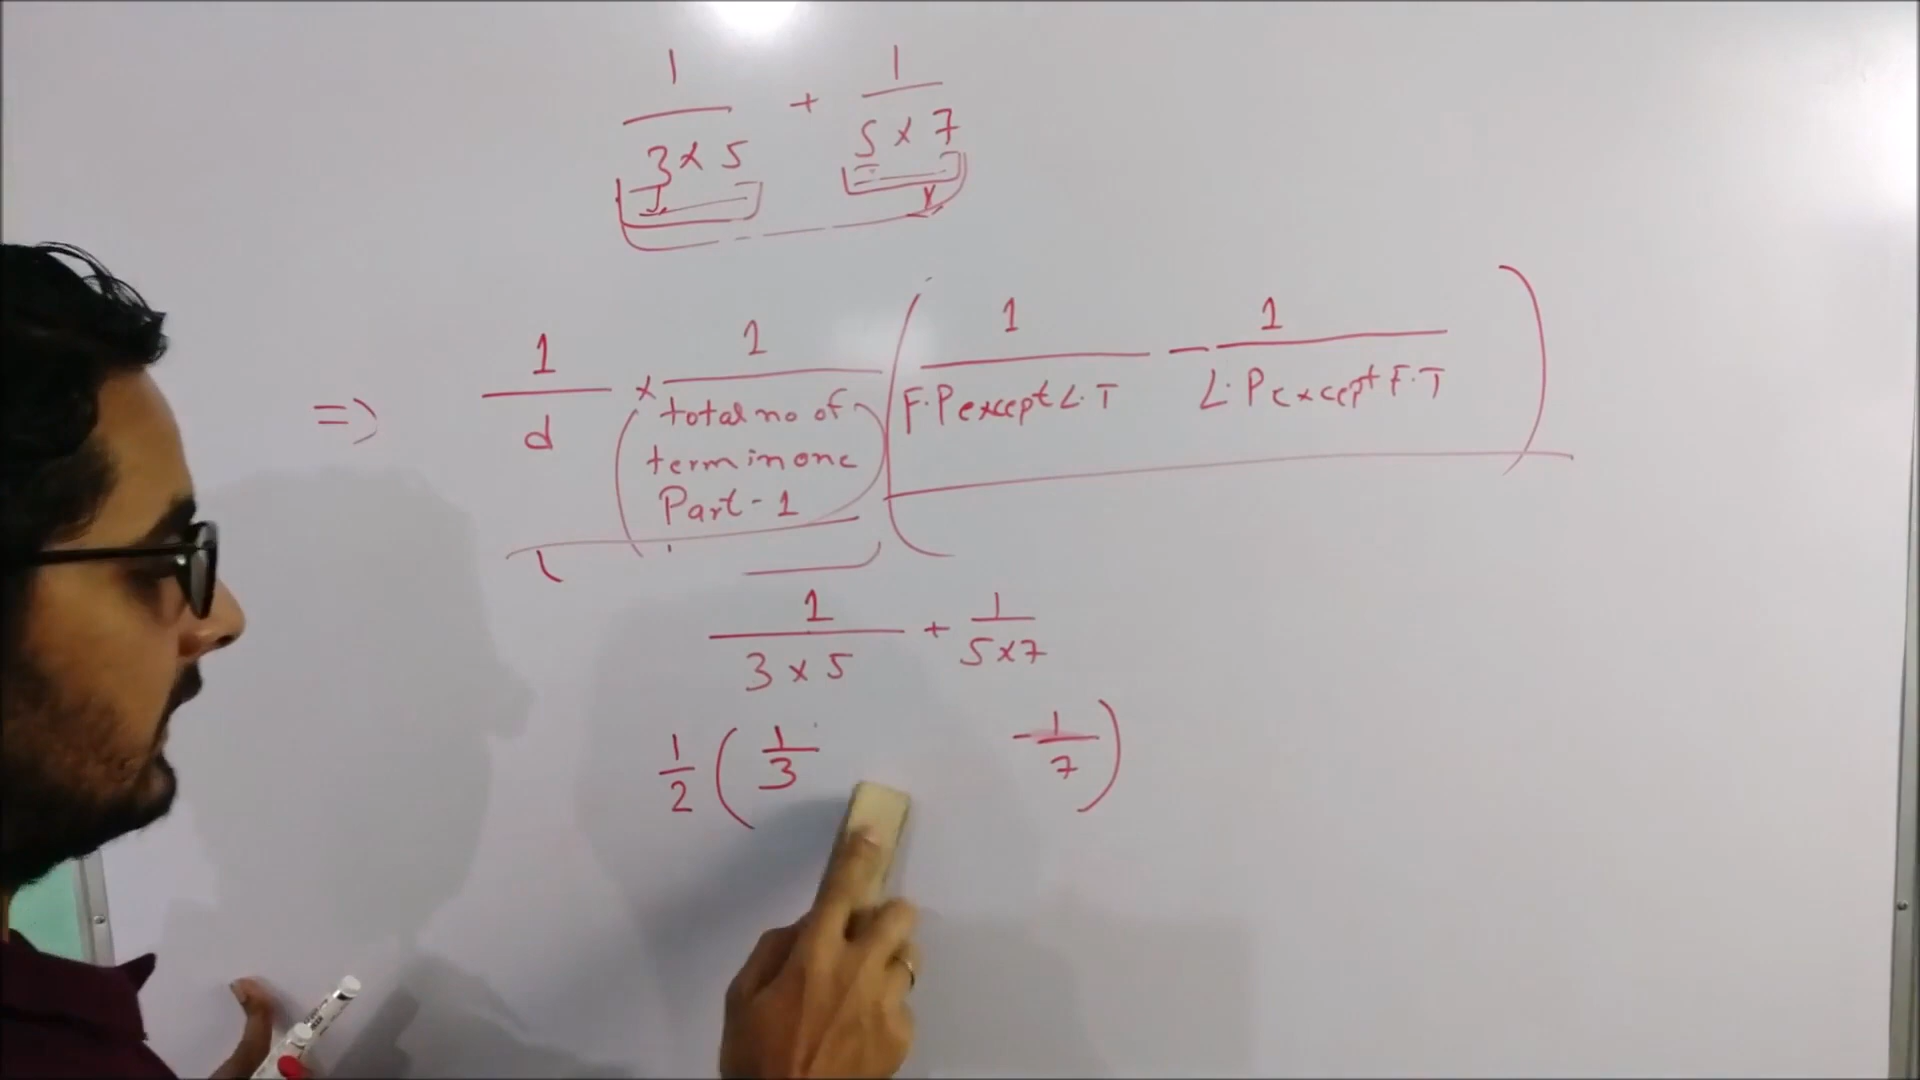 1/(3 × 5) + 1/(5 × 7)
=> 1/d × 1/(total no of term in one Part - 1) ( 1/(F.P except L.T) - 1/(L.P except F.T) )
1/(3 × 5) + 1/(5 × 7)
1/2 ( 1/3 - 1/7 )